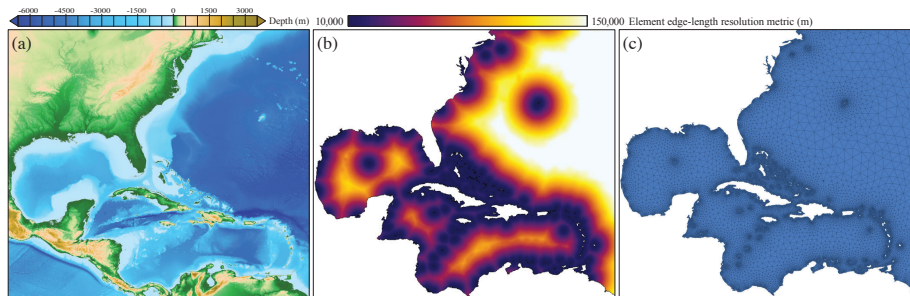 -6000 -4500 -3000 -1500 0 1500 3000 Depth (m)
10,000 150,000 Element edge-length resolution metric (m)
(a) (b) (c)